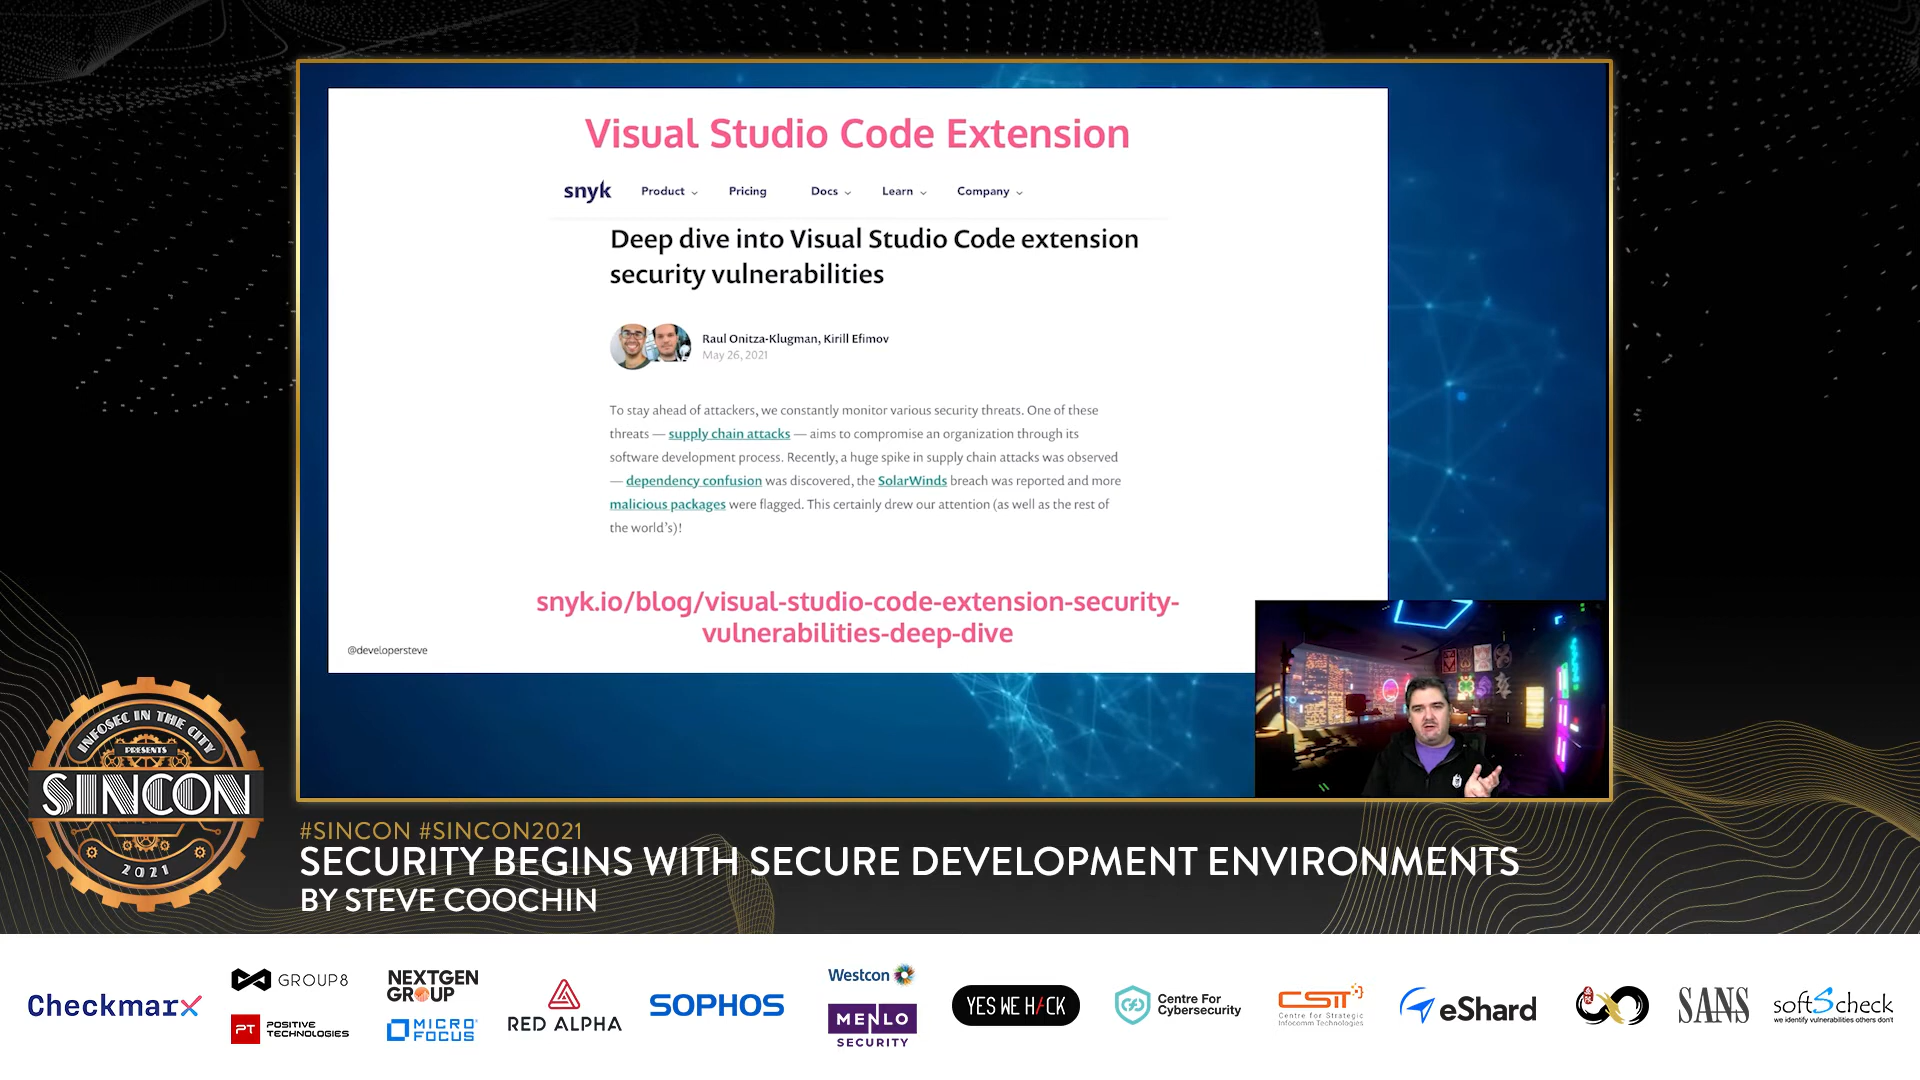 Visual Studio Code Extension
snyk Product Pricing Docs Learn Company
Deep dive into Visual Studio Code extension
security vulnerabilities
Raul Onitza-Klugman, Kirill Efimov
May 26, 2021
To stay ahead of attackers, we constantly monitor various security threats. One of these
threats — supply chain attacks — aims to compromise an organization through its
software development process. Recently, a huge spike in supply chain attacks was observed
— dependency confusion was discovered, the SolarWinds breach was reported and more
malicious packages were flagged. This certainly drew our attention (as well as the rest of
the world's)!
snyk.io/blog/visual-studio-code-extension-security-
vulnerabilities-deep-dive
@developersteve
INFOSEC IN THE CITY
PRESENTS
SINCON
2021
#SINCON #SINCON2021
SECURITY BEGINS WITH SECURE DEVELOPMENT ENVIRONMENTS
BY STEVE COOCHIN
Checkmarx
GROUP8
PT POSITIVE
TECHNOLOGIES
NEXTGEN
GROUP
MICRO
FOCUS
RED ALPHA
SOPHOS
Westcon
MENLO
SECURITY
YES WE H/CK
Centre For
Cybersecurity
CSIT
Centre for Strategic
Infocomm Technologies
eShard
SANS
softScheck
we identify vulnerabilities others don't